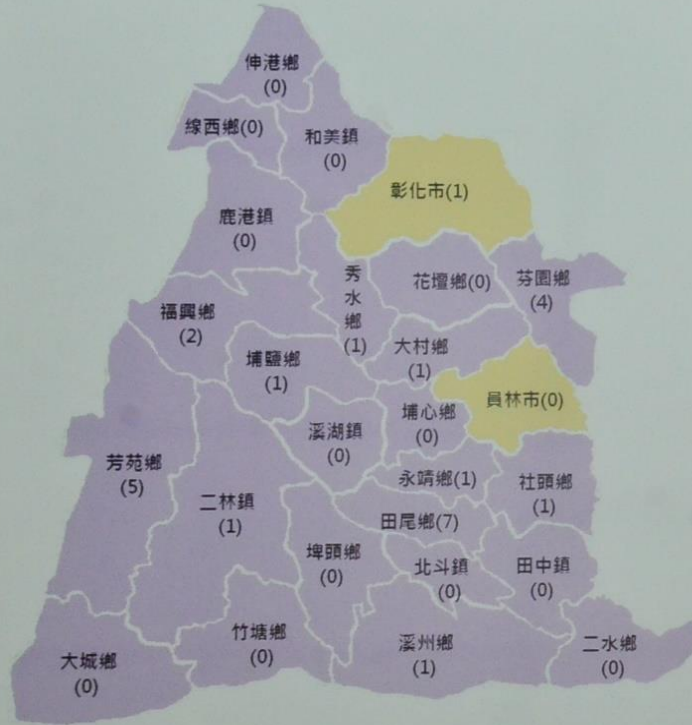 伸港鄉
(0)
線西鄉(0)
和美鎮
(0)
彰化市(1)
鹿港鎮
(0)
秀水鄉
(1)
花壇鄉(0)
芬園鄉
(4)
福興鄉
(2)
大村鄉
(1)
埔鹽鄉
(1)
員林市(0)
埔心鄉
(0)
溪湖鎮
(0)
芳苑鄉
(5)
永靖鄉(1)
社頭鄉
(1)
二林鎮
(1)
田尾鄉(7)
埤頭鄉
(0)
北斗鎮
(0)
田中鎮
(0)
竹塘鄉
(0)
溪州鄉
(1)
二水鄉
(0)
大城鄉
(0)